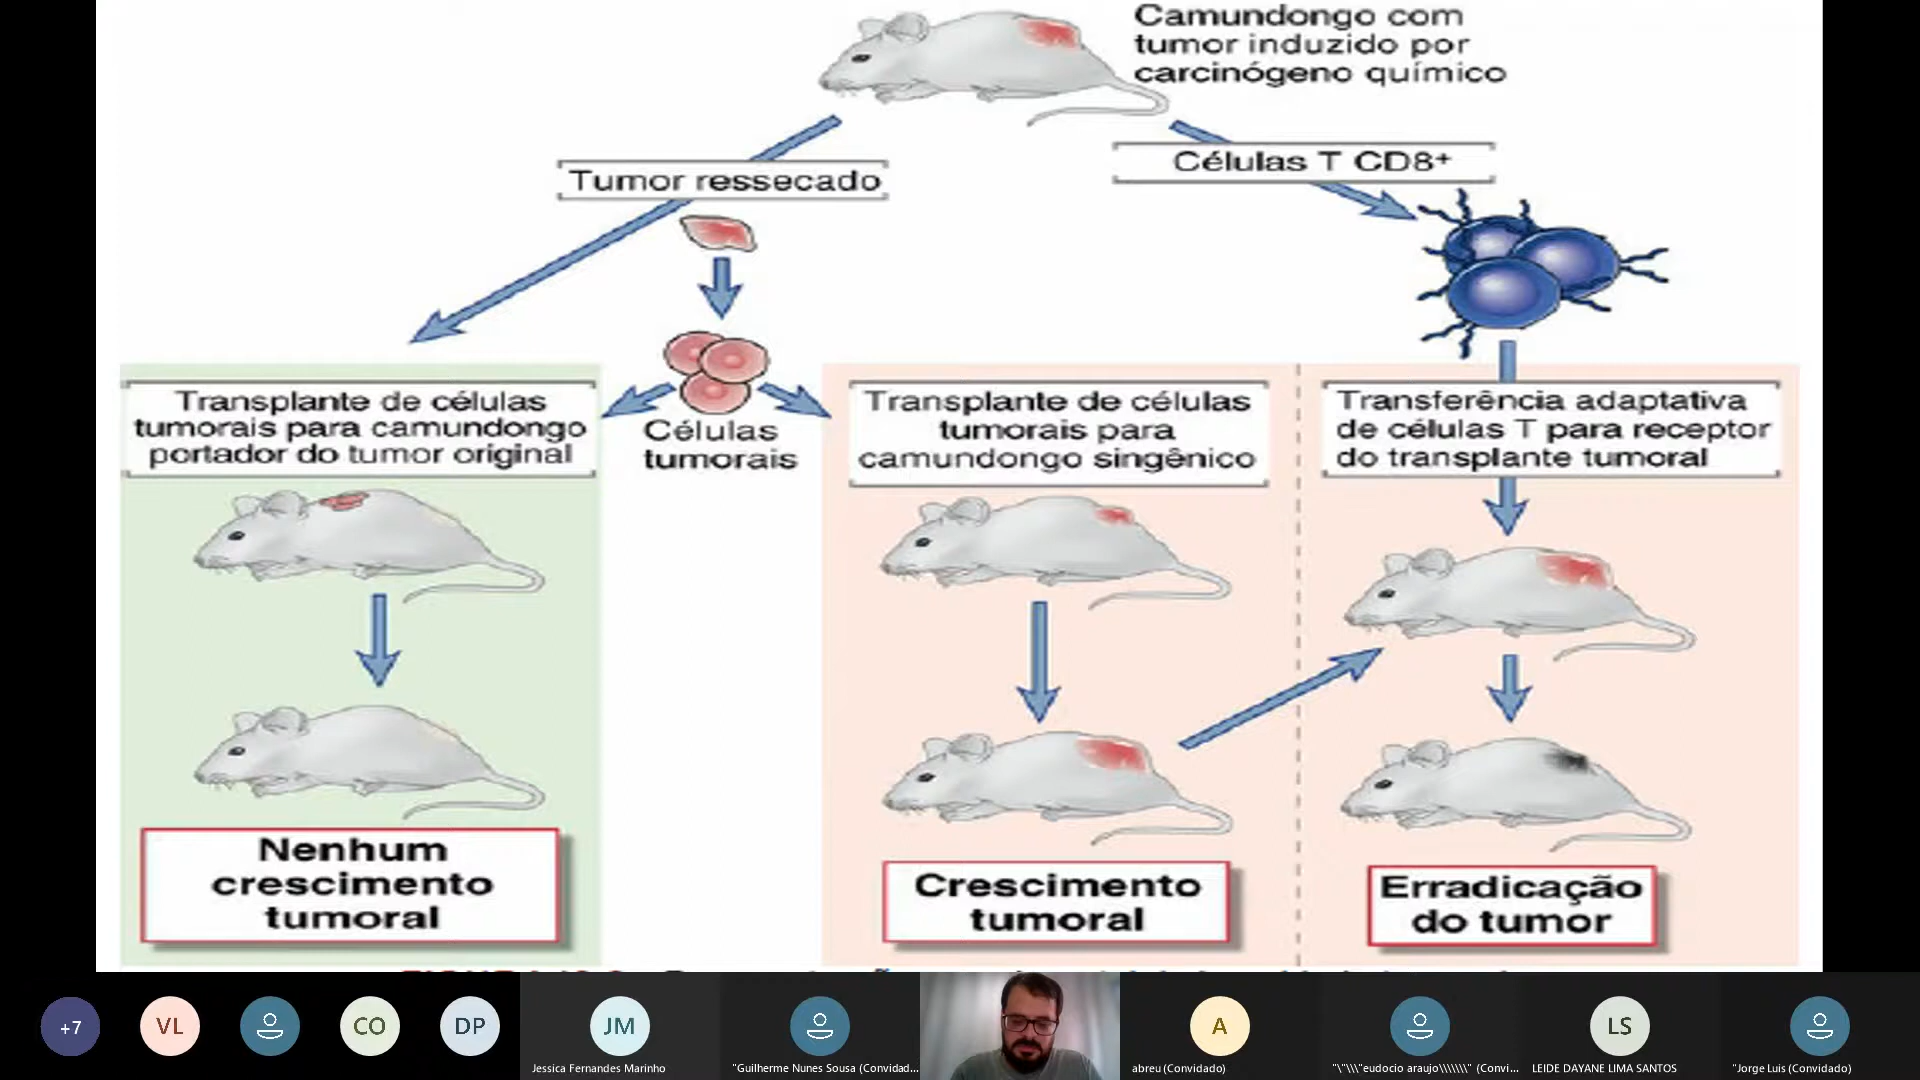 Camundongo com
tumor induzido por
carcinógeno químico
Tumor ressecado
Células T CD8+
Transplante de células
tumorais para camundongo
portador do tumor original
Células
tumorais
Transplante de células
tumorais para
camundongo singênico
Transferência adaptativa
de células T para receptor
do transplante tumoral
Nenhum
crescimento
tumoral
Crescimento
tumoral
Erradicação
do tumor
+7
VL
CO
DP
JM
A
LS
Jessica Fernandes Marinho
"Guilherme Nunes Sousa (Convidad...
abreu (Convidado)
"\"\\\"eudocio araujo\\\\\\\" (Convi...
LEIDE DAYANE LIMA SANTOS
"Jorge Luis (Convidado)